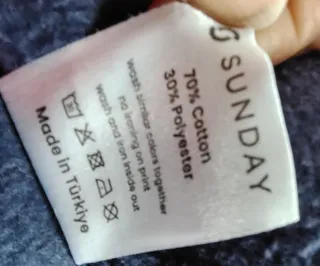 SUNDAY
70% Cotton
30% Polyester
wash similar colors together
no ironing on print
wash and iron inside out
Made in Türkiye